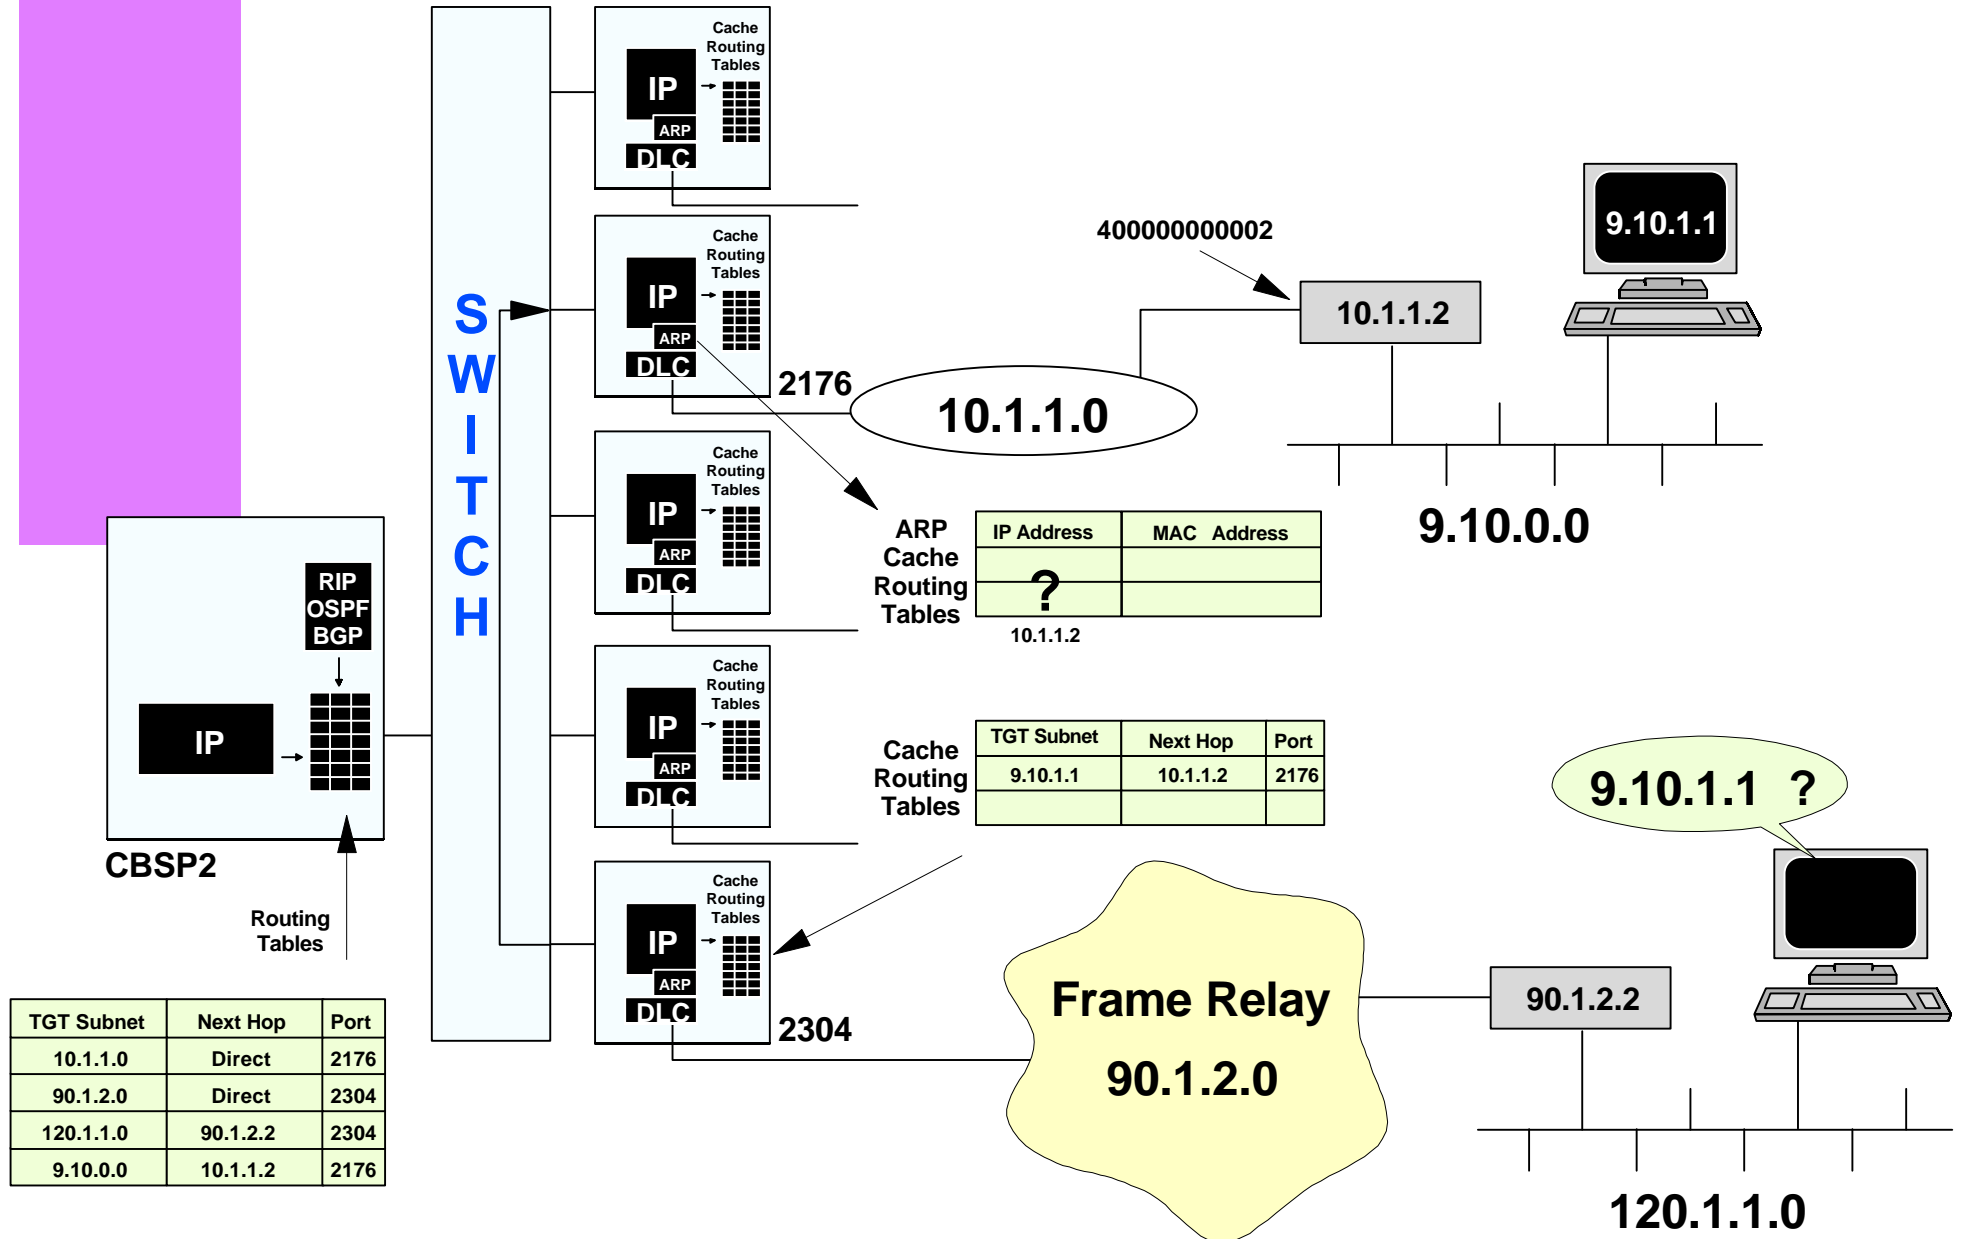 Cache
Routing
Tables
IP
ARP
DLC
Cache
Routing
Tables
IP
ARP
DLC
2176
Cache
Routing
Tables
IP
ARP
DLC
Cache
Routing
Tables
IP
ARP
DLC
Cache
Routing
Tables
IP
ARP
DLC
2304
S
W
I
T
C
H
RIP
OSPF
BGP
IP
CBSP2
Routing
Tables
TGT Subnet Next Hop Port
10.1.1.0 Direct 2176
90.1.2.0 Direct 2304
120.1.1.0 90.1.2.2 2304
9.10.0.0 10.1.1.2 2176
400000000002
10.1.1.2
9.10.1.1
10.1.1.0
9.10.0.0
ARP
Cache
Routing
Tables
IP Address MAC Address
?
10.1.1.2
Cache
Routing
Tables
TGT Subnet Next Hop Port
9.10.1.1 10.1.1.2 2176
9.10.1.1 ?
Frame Relay
90.1.2.0
90.1.2.2
120.1.1.0